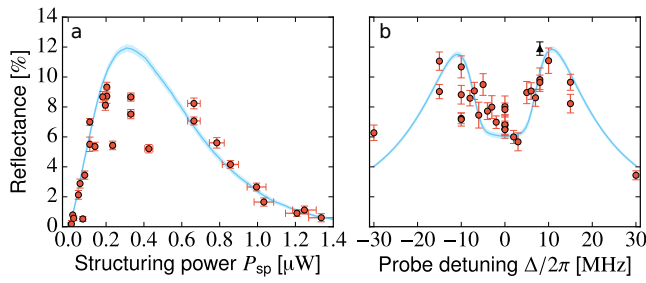 a b
14
12
10
8
6
4
2
0
Reflectance [%]
0.0 0.2 0.4 0.6 0.8 1.0 1.2 1.4
-30 -20 -10 0 10 20 30
Structuring power P_sp [μW]
Probe detuning Δ/2π [MHz]